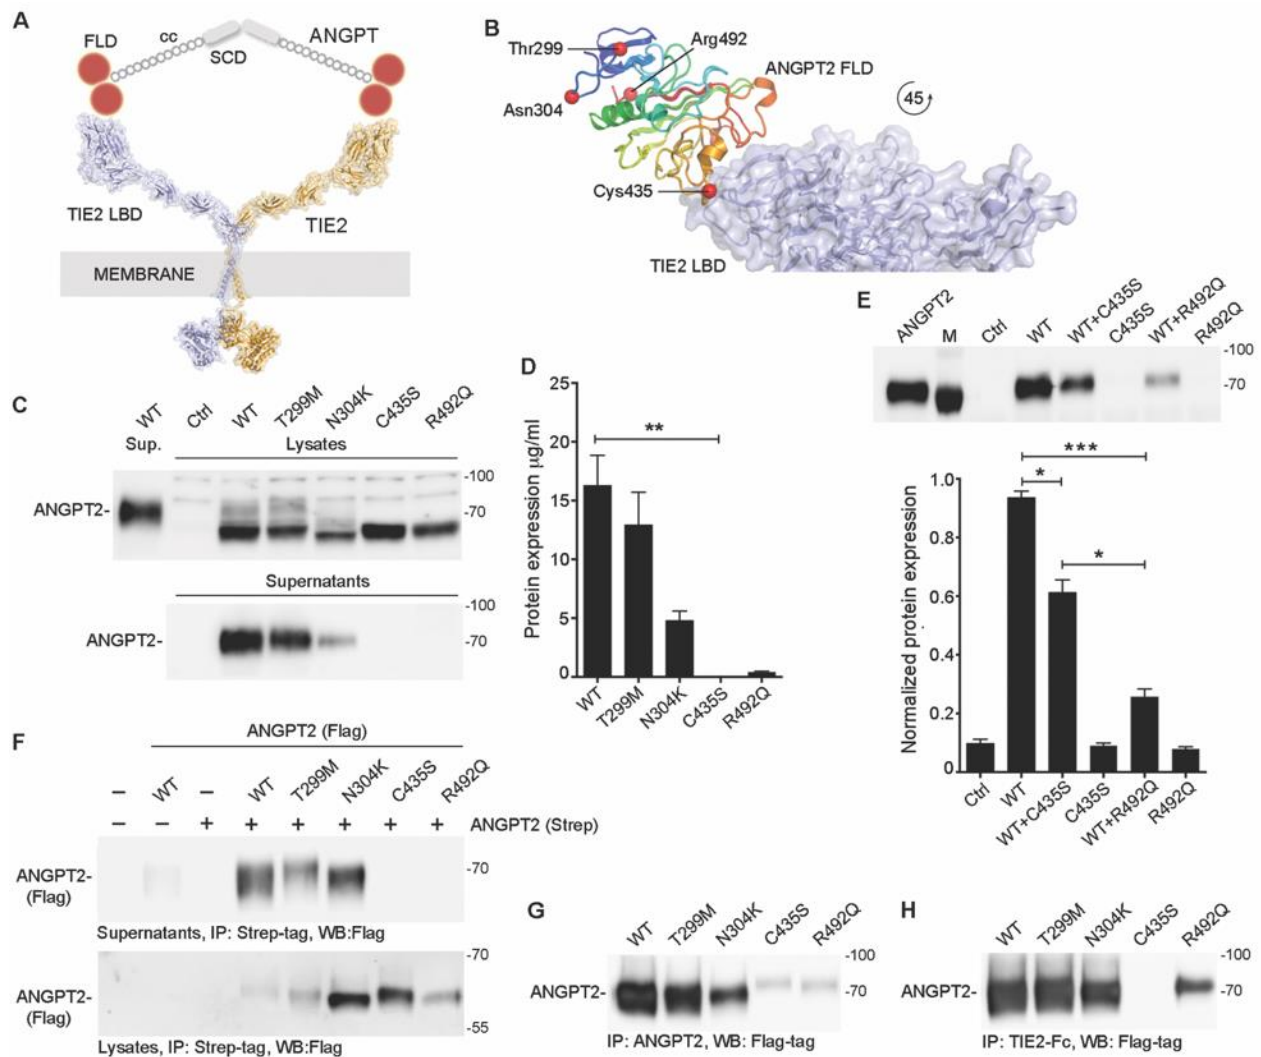 A
FLD
cc
SCD
ANGPT
TIE2 LBD
TIE2
MEMBRANE
B
Thr299
Arg492
ANGPT2 FLD
Asn304
45
Cys435
TIE2 LBD
C
WT
Ctrl
WT
T299M
N304K
C435S
R492Q
Sup.
Lysates
-100
ANGPT2-
-70
Supernatants
-100
ANGPT2-
-70
D
25
20
15
10
5
0
Protein expression µg/ml
**
WT
T299M
N304K
C435S
R492Q
E
ANGPT2
M
Ctrl
WT
WT+C435S
C435S
WT+R492Q
R492Q
-100
-70
1.0
0.8
0.6
0.4
0.2
0
Normalized protein expression
***
*
*
Ctrl
WT
WT+C435S
C435S
WT+R492Q
R492Q
F
ANGPT2 (Flag)
– WT – WT T299M N304K C435S R492Q
– – + + + + + + ANGPT2 (Strep)
ANGPT2-
(Flag)
-70
Supernatants, IP: Strep-tag, WB:Flag
-70
ANGPT2-
(Flag)
-55
Lysates, IP: Strep-tag, WB:Flag
G
WT
T299M
N304K
C435S
R492Q
-100
ANGPT2-
-70
IP: ANGPT2, WB: Flag-tag
H
WT
T299M
N304K
C435S
R492Q
-100
ANGPT2-
-70
IP: TIE2-Fc, WB: Flag-tag